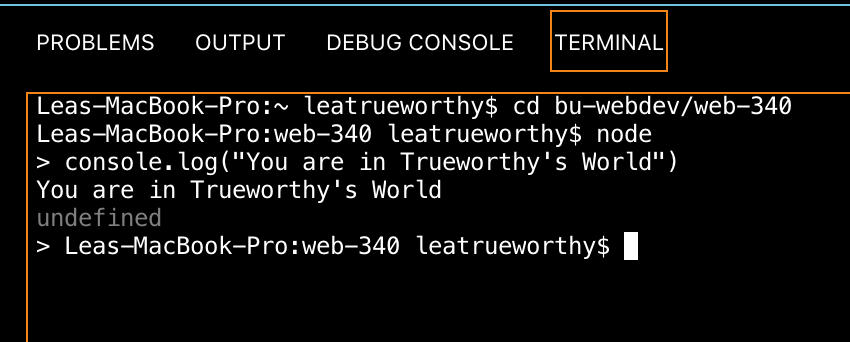 PROBLEMS OUTPUT DEBUG CONSOLE TERMINAL
Leas-MacBook-Pro:~ leatrueworthy$ cd bu-webdev/web-340
Leas-MacBook-Pro:web-340 leatrueworthy$ node
> console.log("You are in Trueworthy's World")
You are in Trueworthy's World
undefined
> Leas-MacBook-Pro:web-340 leatrueworthy$